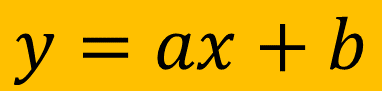 y = ax + b